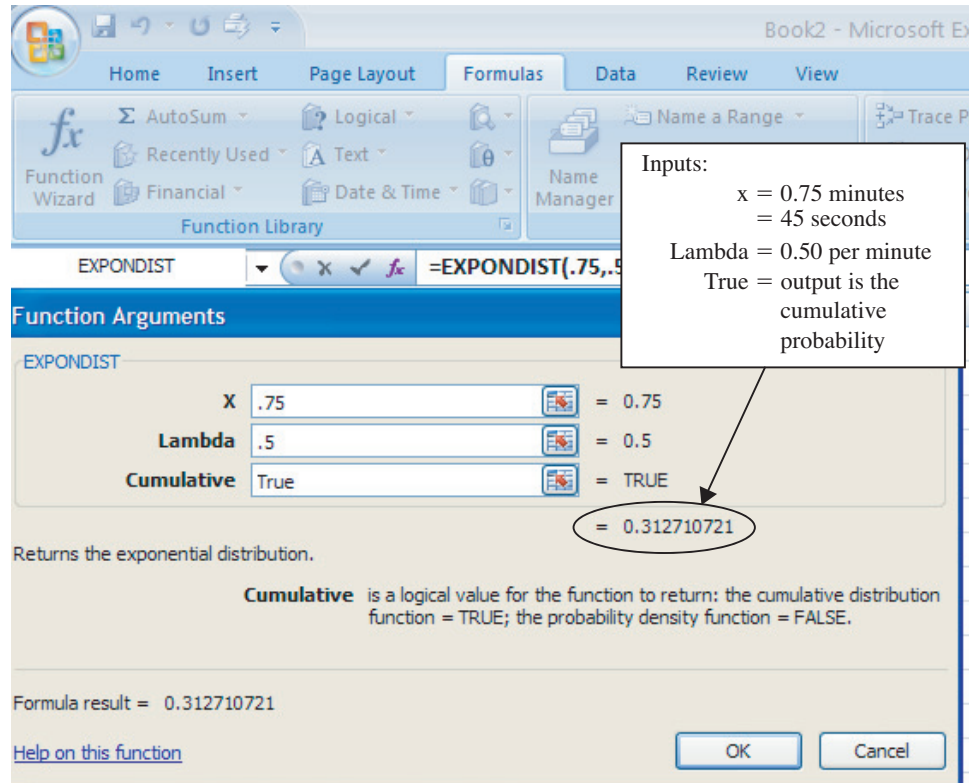 Book2 - Microsoft Ex
Home Insert Page Layout Formulas Data Review View
fx
Function Wizard
Σ AutoSum
Recently Used
Financial
Logical
A Text
Date & Time
θ
Name Manager
Name a Range
Trace P
Function Library
Inputs:
x = 0.75 minutes
= 45 seconds
Lambda = 0.50 per minute
True = output is the
cumulative
probability
EXPONDIST fx =EXPONDIST(.75,.5
Function Arguments
EXPONDIST
X .75 = 0.75
Lambda .5 = 0.5
Cumulative True = TRUE
= 0.312710721
Returns the exponential distribution.
Cumulative is a logical value for the function to return: the cumulative distribution
function = TRUE; the probability density function = FALSE.
Formula result = 0.312710721
Help on this function OK Cancel